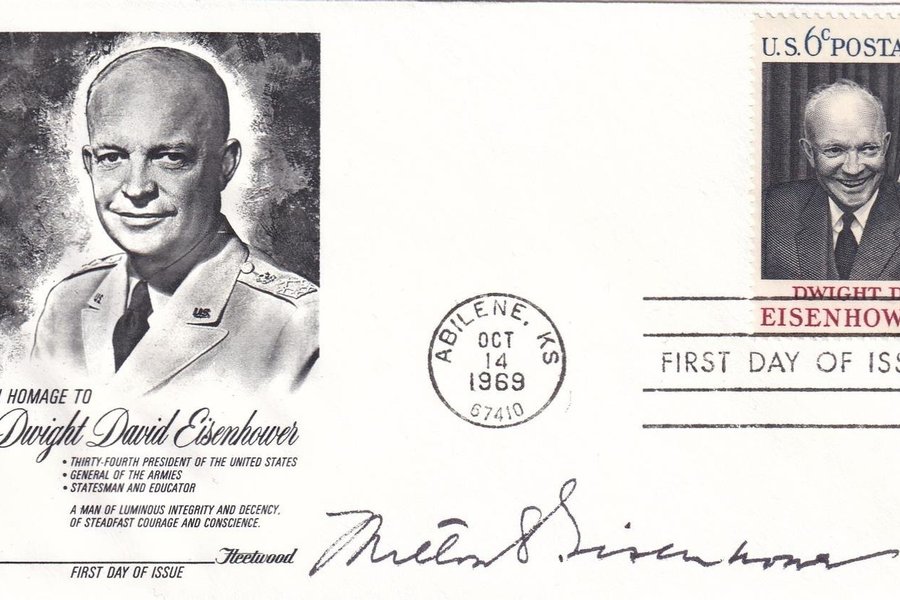 U.S. 6c POSTA
DWIGHT D
EISENHOW
ABILENE, KS
OCT
14
1969
67410
FIRST DAY OF ISS
US
HOMAGE TO
Dwight David Eisenhower
• THIRTY-FOURTH PRESIDENT OF THE UNITED STATES
• GENERAL OF THE ARMIES
• STATESMAN AND EDUCATOR
A MAN OF LUMINOUS INTEGRITY AND DECENCY,
OF STEADFAST COURAGE AND CONSCIENCE.
Fleetwood
FIRST DAY OF ISSUE
Milton S Eisenhower